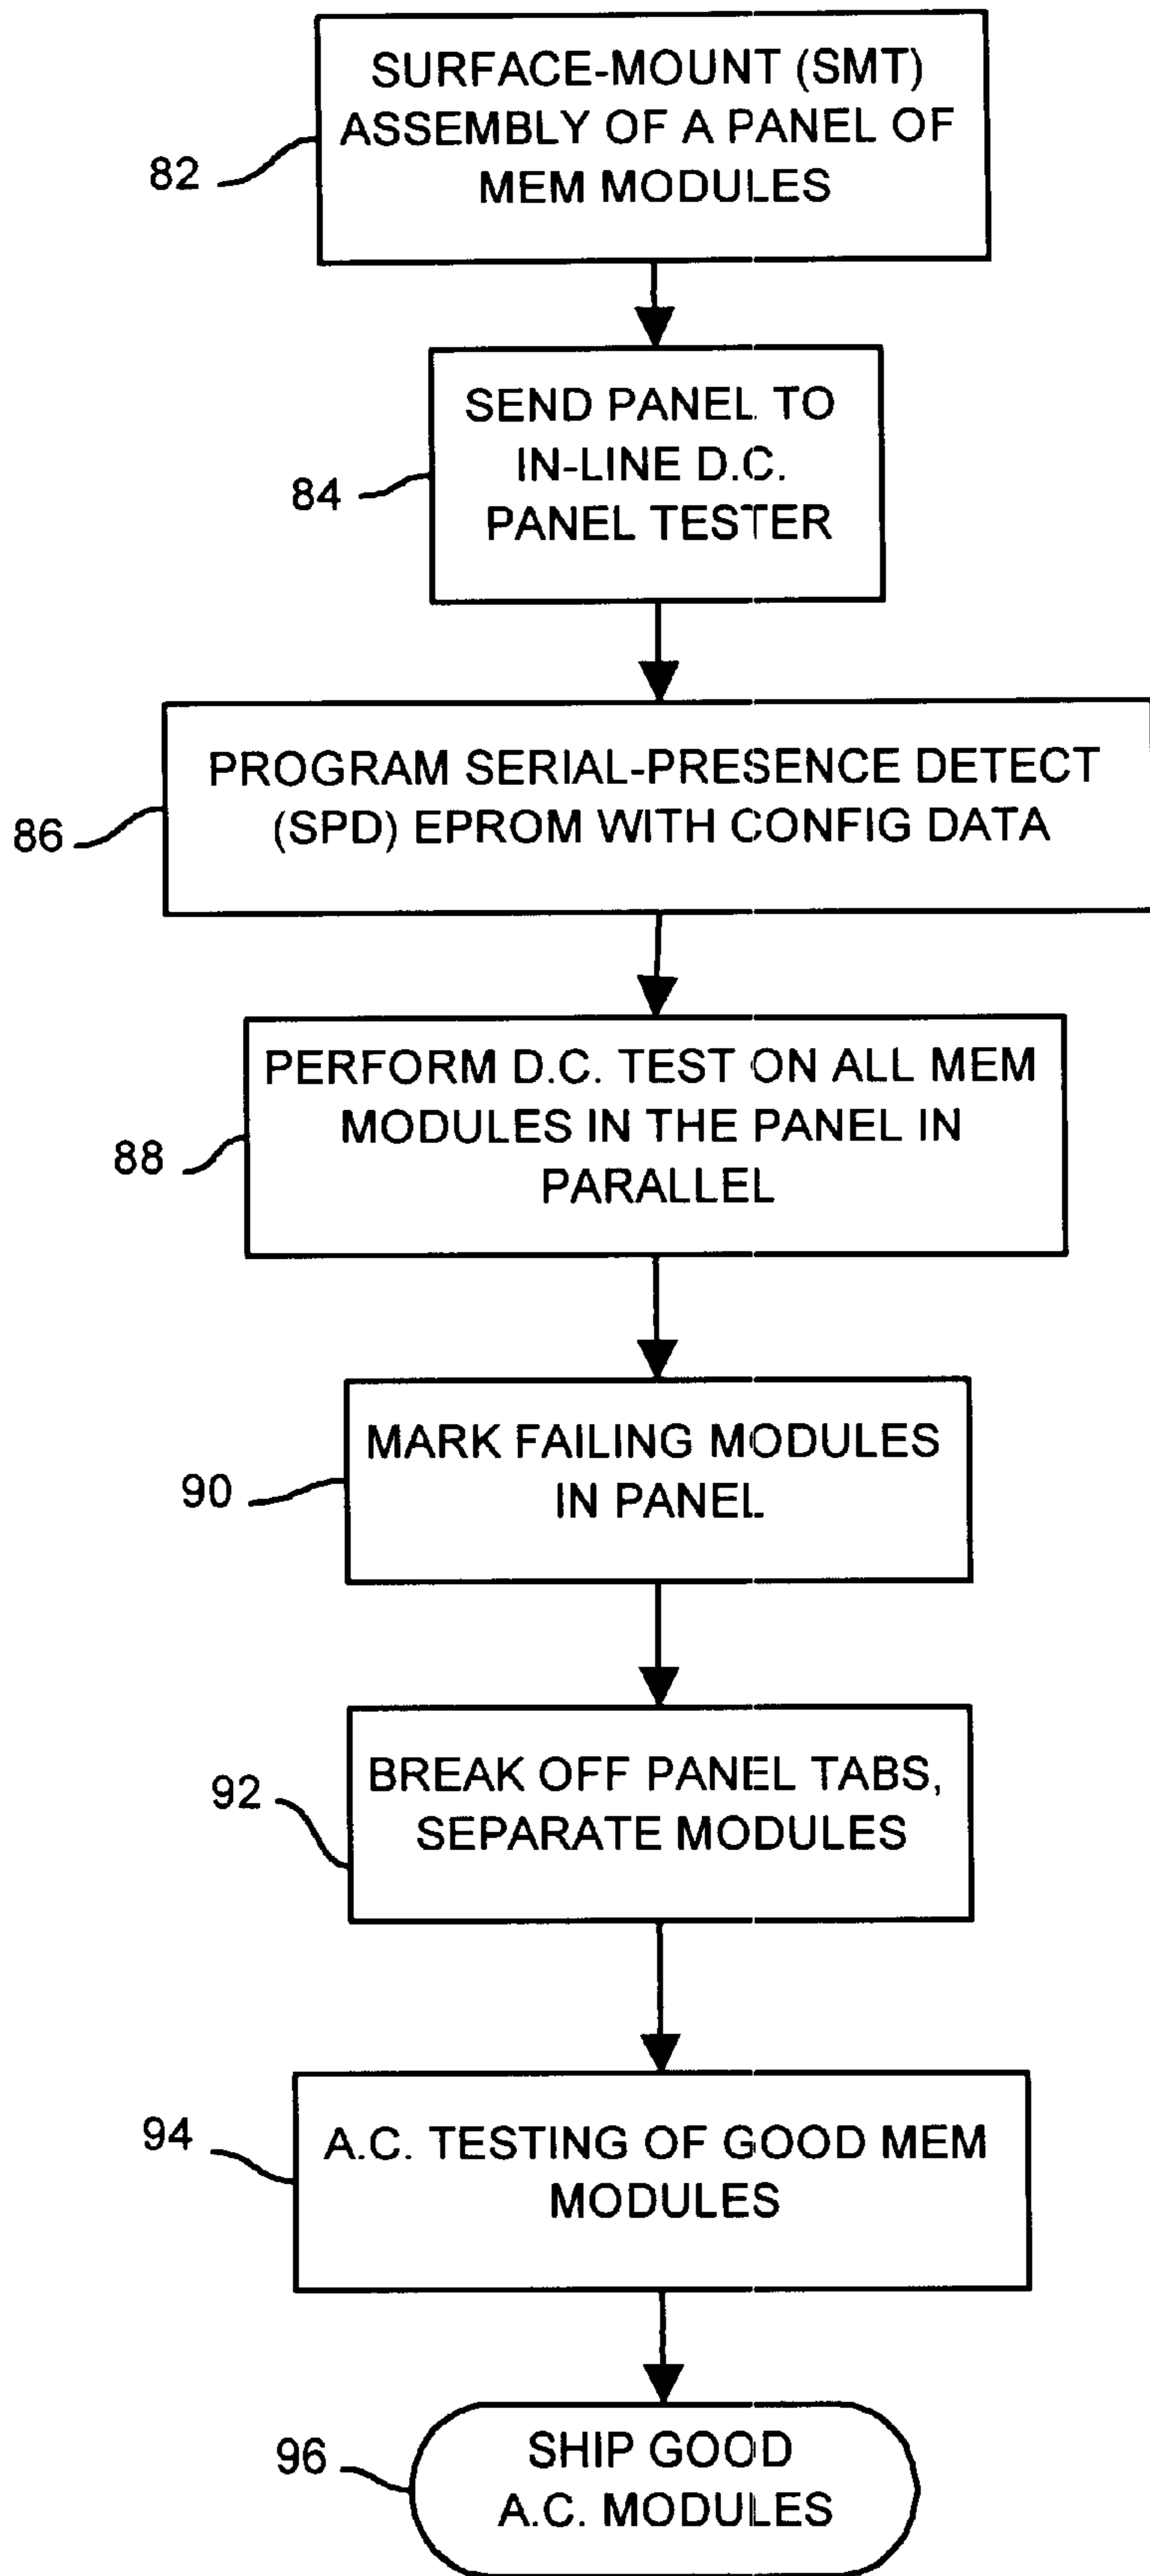 SURFACE-MOUNT (SMT)
ASSEMBLY OF A PANEL OF
MEM MODULES
82
SEND PANEL TO
IN-LINE D.C.
PANEL TESTER
84
PROGRAM SERIAL-PRESENCE DETECT
(SPD) EPROM WITH CONFIG DATA
86
PERFORM D.C. TEST ON ALL MEM
MODULES IN THE PANEL IN
PARALLEL
88
MARK FAILING MODULES
IN PANEL
90
BREAK OFF PANEL TABS,
SEPARATE MODULES
92
A.C. TESTING OF GOOD MEM
MODULES
94
SHIP GOOD
A.C. MODULES
96